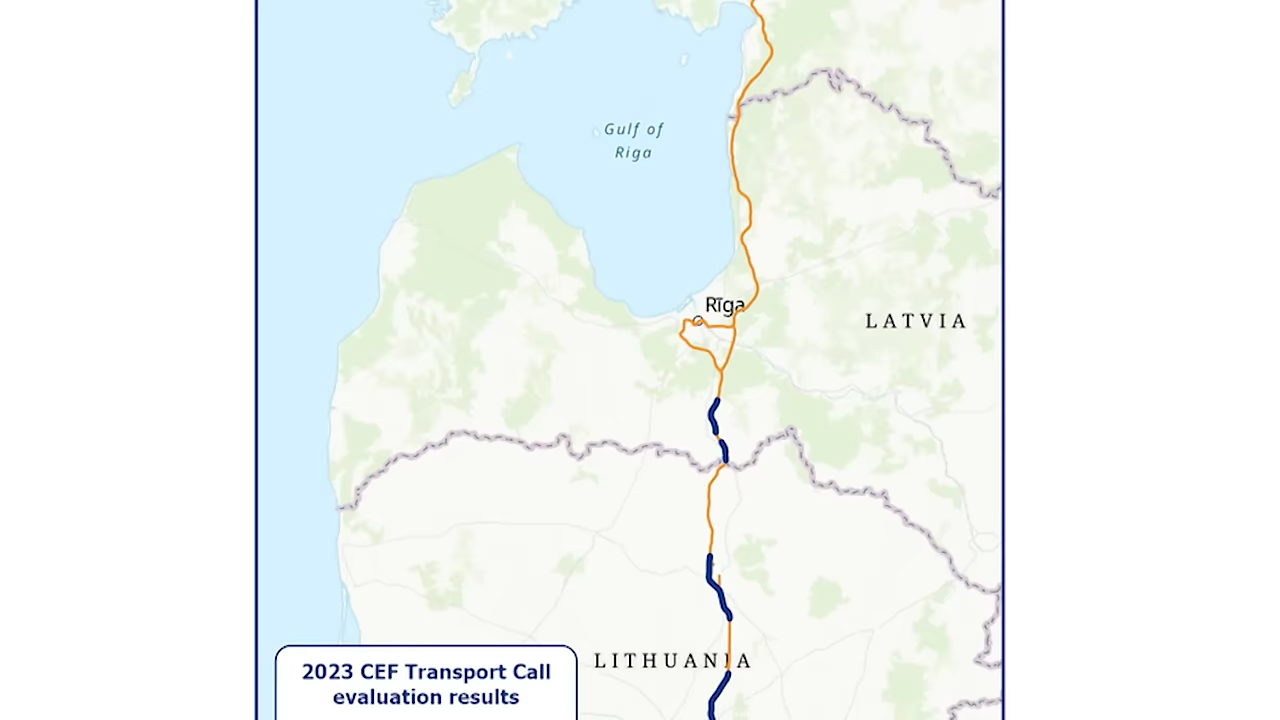 Gulf of
Riga
Rīga
LATVIA
LITHUANIA
2023 CEF Transport Call
evaluation results